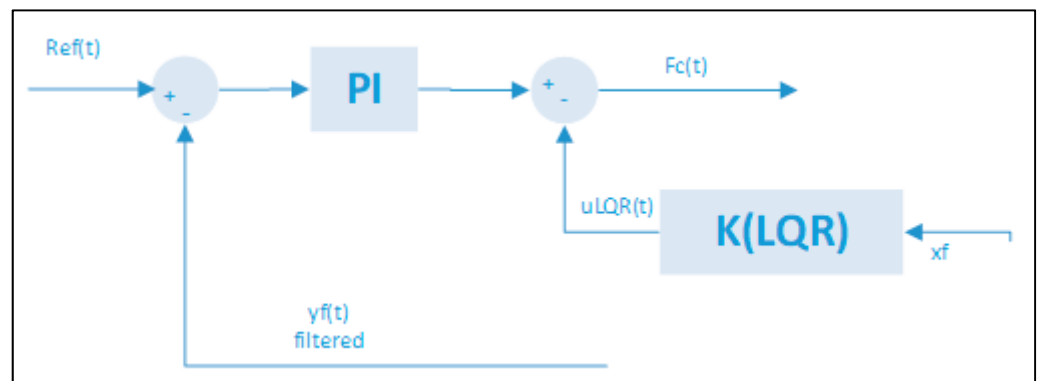 Ref(t)
+
-
PI
+
-
Fc(t)
uLQR(t)
K(LQR)
xf
yf(t)
filtered